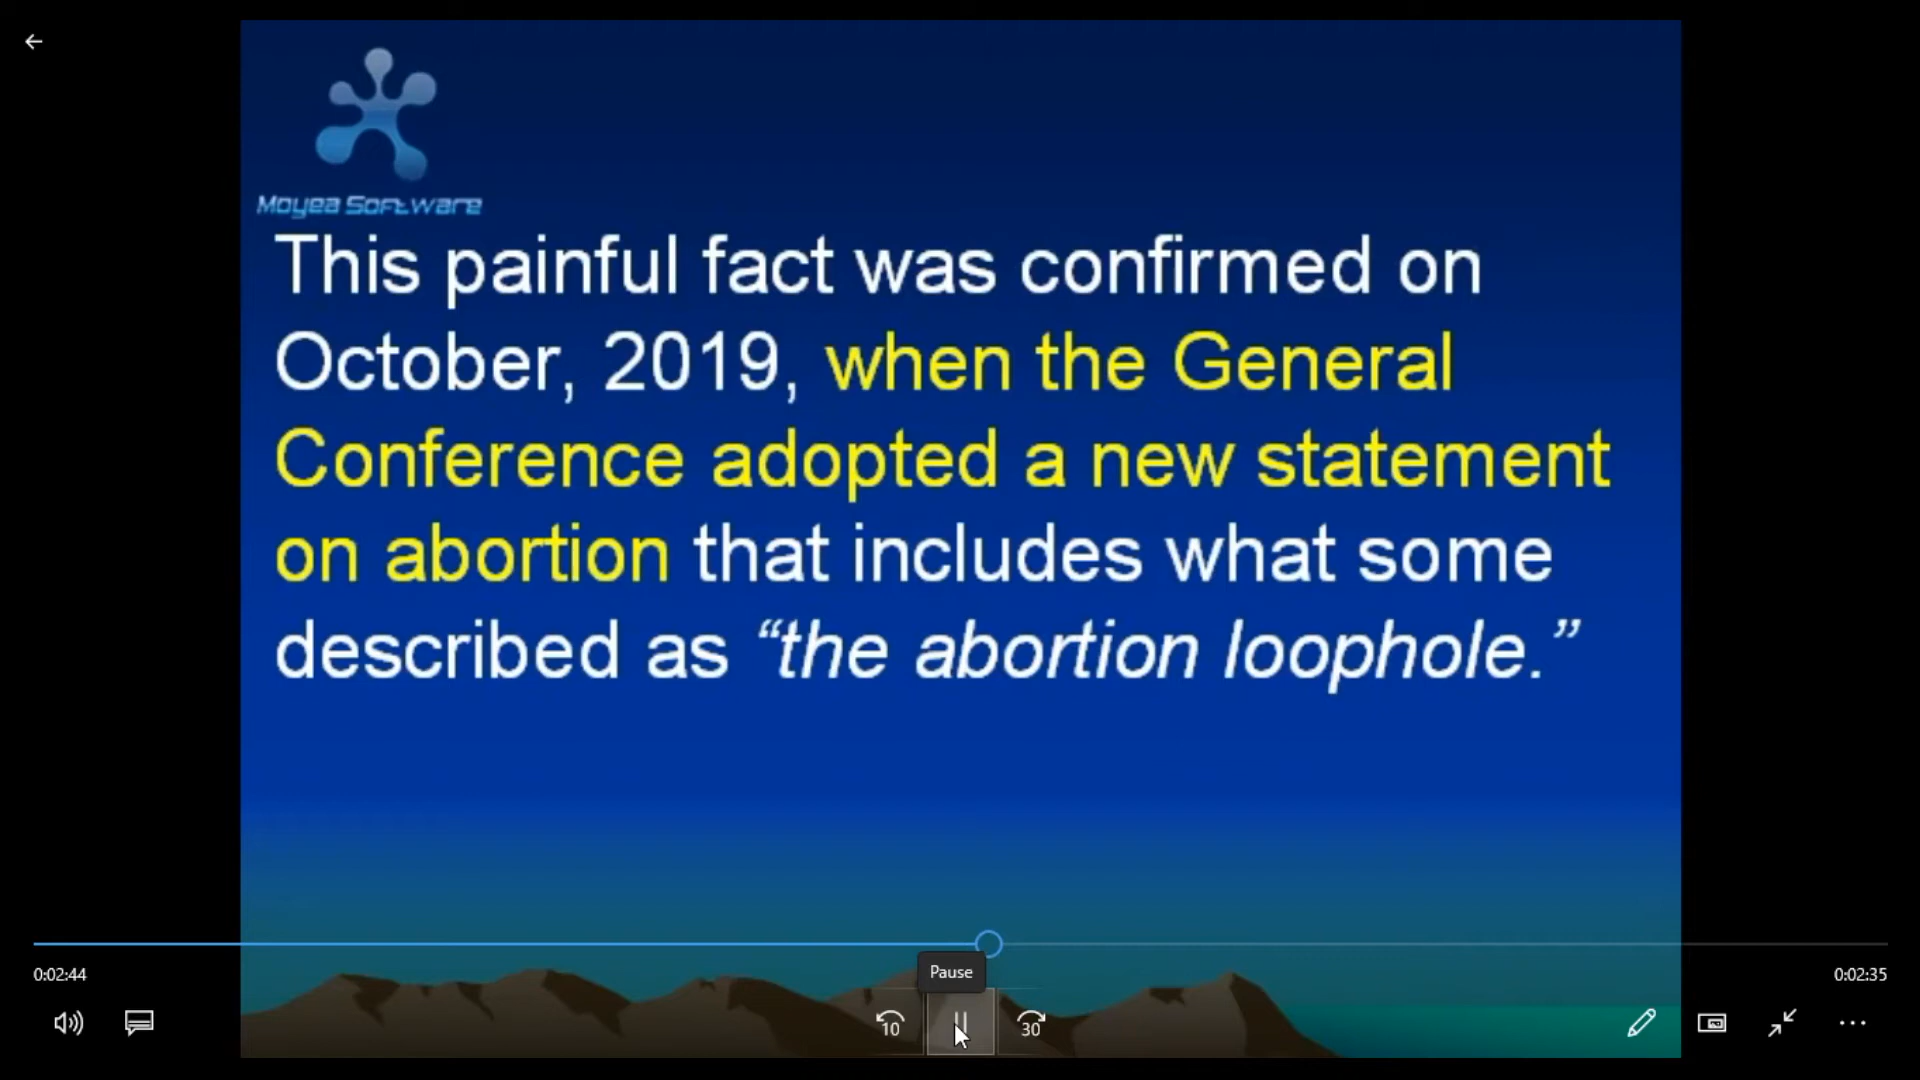 Moyea Software
This painful fact was confirmed on
October, 2019, when the General
Conference adopted a new statement
on abortion that includes what some
described as “the abortion loophole.”
Pause
0:02:44
0:02:35
10
30